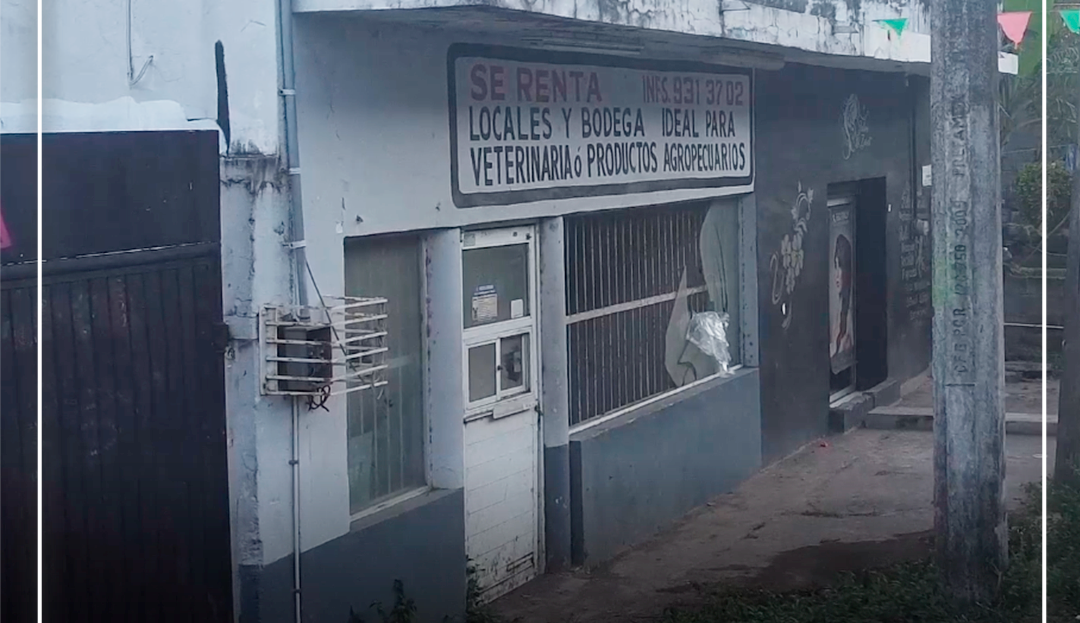 SE RENTA INFS. 931 37 02
LOCALES Y BODEGA IDEAL PARA
VETERINARIA ó PRODUCTOS AGROPECUARIOS